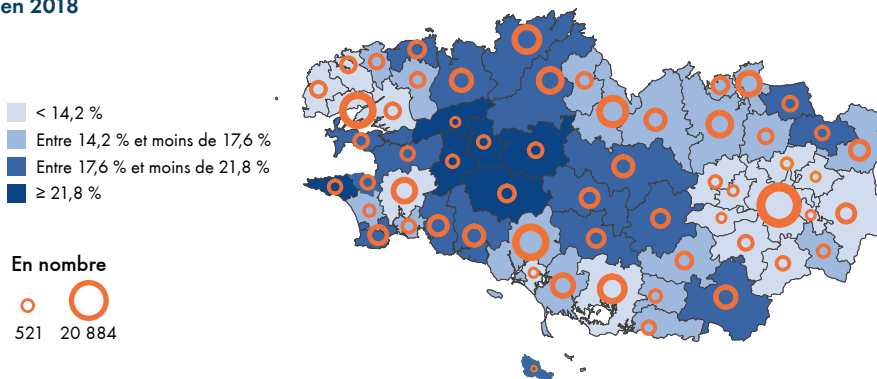 en 2018
< 14,2 %
Entre 14,2 % et moins de 17,6 %
Entre 17,6 % et moins de 21,8 %
≥ 21,8 %
En nombre
521 20 884